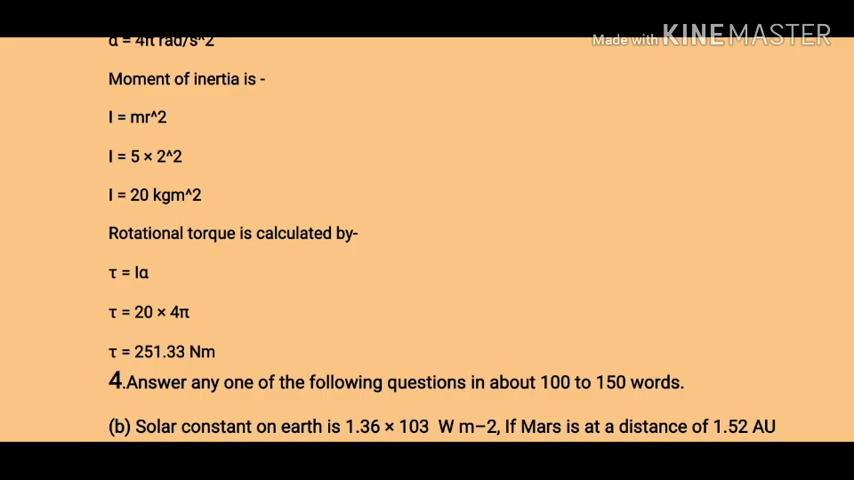 α = 4π rad/s^2
Made with KINEMASTER
Moment of inertia is -
I = mr^2
I = 5 × 2^2
I = 20 kgm^2
Rotational torque is calculated by-
τ = Iα
τ = 20 × 4π
τ = 251.33 Nm
4.Answer any one of the following questions in about 100 to 150 words.
(b) Solar constant on earth is 1.36 × 103 W m−2, If Mars is at a distance of 1.52 AU